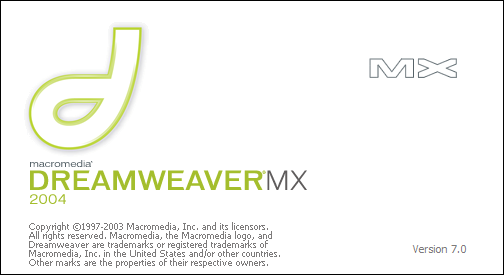 MX
macromedia®
DREAMWEAVER®MX
2004
Copyright ©1997-2003 Macromedia, Inc. and its licensors.
All rights reserved. Macromedia, the Macromedia logo, and
Dreamweaver are trademarks or registered trademarks of
Macromedia, Inc. in the United States and/or other countries.
Other marks are the properties of their respective owners.
Version 7.0